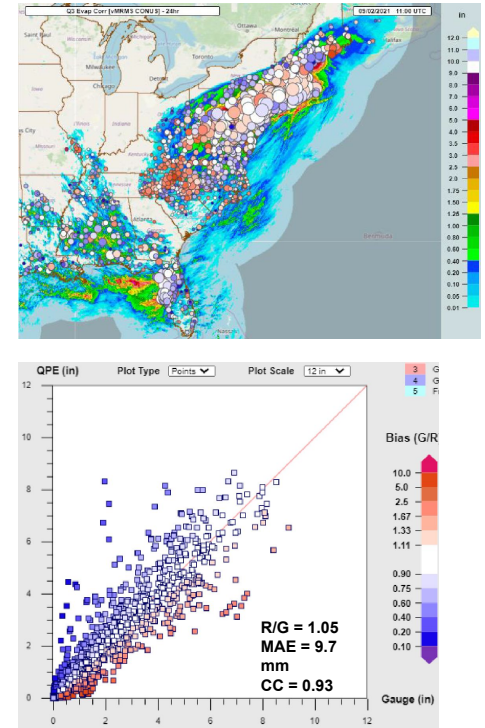 Q3 Evap Corr [vMRMS CONUS] - 24hr
09/02/2021 11:00 UTC
in
Saint Paul
Ottawa
Montreal
Halifax
Toronto
Milwaukee
Detroit
Chicago
Illinois
Indiana
Missouri
Atlanta
Bermuda
Nassau
12.0
11.0
10.0
9.0
8.0
7.0
6.0
5.0
4.5
4.0
3.5
3.0
2.5
2.0
1.75
1.50
1.25
1.00
0.80
0.60
0.40
0.20
0.10
0.05
0.01
QPE (in)
Plot Type
Points
Plot Scale
12 in
3 G
4 G
5 F
12
10
8
6
4
2
0
0 2 4 6 8 10 12
Gauge (in)
Bias (G/R
10.0
5.0
2.5
1.67
1.33
1.11
0.90
0.75
0.60
0.40
0.20
0.10
R/G = 1.05
MAE = 9.7
mm
CC = 0.93